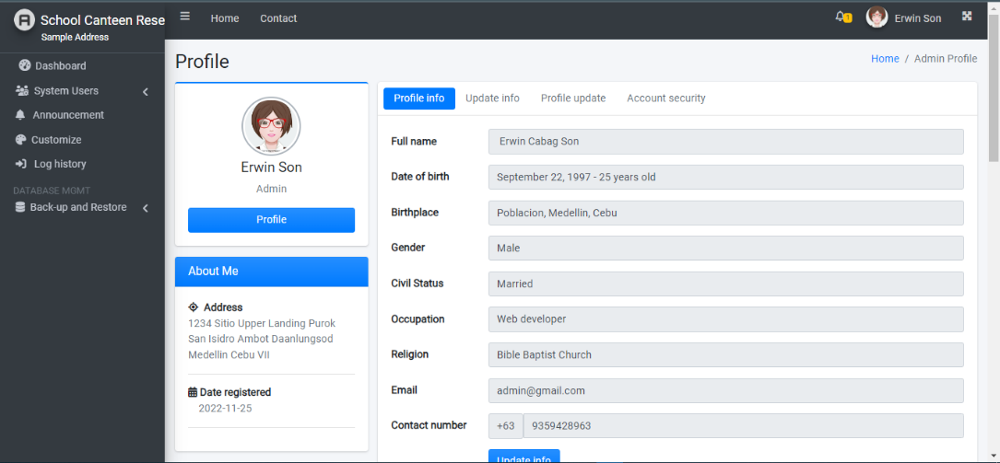 School Canteen Rese
Sample Address
Home Contact
1
Erwin Son
Dashboard
System Users
Announcement
Customize
Log history
DATABASE MGMT
Back-up and Restore
Profile
Home / Admin Profile
Erwin Son
Admin
Profile
About Me
Address
1234 Sitio Upper Landing Purok
San Isidro Ambot Daanlungsod
Medellin Cebu VII
Date registered
2022-11-25
Profile info Update info Profile update Account security
Full name Erwin Cabag Son
Date of birth September 22, 1997 - 25 years old
Birthplace Poblacion, Medellin, Cebu
Gender Male
Civil Status Married
Occupation Web developer
Religion Bible Baptist Church
Email admin@gmail.com
Contact number +63 9359428963
Update info